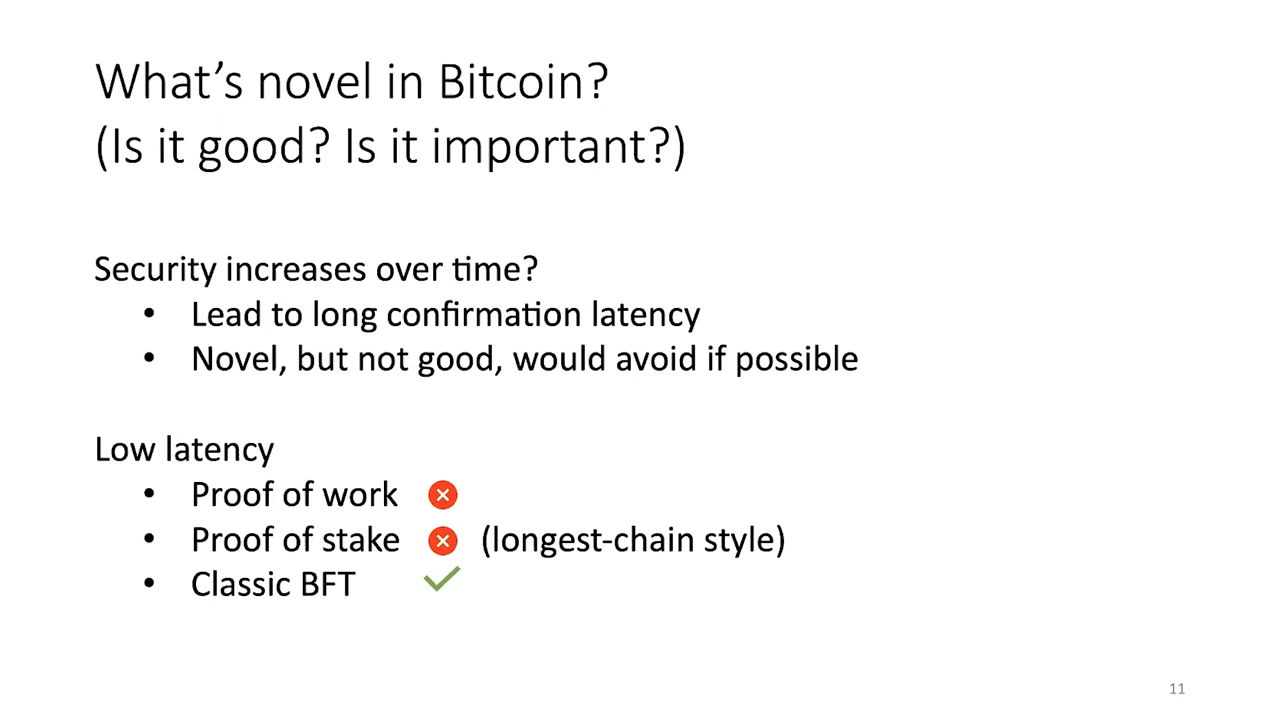 What’s novel in Bitcoin?
(Is it good? Is it important?)
Security increases over time?
• Lead to long confirmation latency
• Novel, but not good, would avoid if possible
Low latency
• Proof of work
• Proof of stake (longest-chain style)
• Classic BFT
11